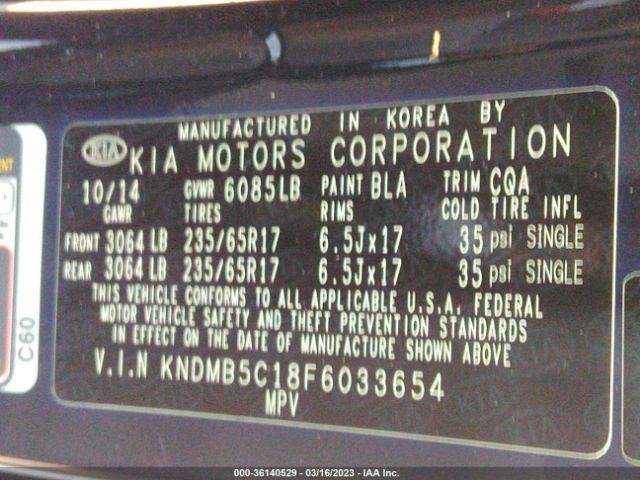 MANUFACTURED IN KOREA BY
KIA KIA MOTORS CORPORATION
10/14 GVWR 6085LB PAINT BLA TRIM CQA
GAWR TIRES RIMS COLD TIRE INFL
FRONT 3064 LB 235/65R17 6.5Jx17 35 psi SINGLE
REAR 3064 LB 235/65R17 6.5Jx17 35 psi SINGLE
THIS VEHICLE CONFORMS TO ALL APPLICABLE U.S.A. FEDERAL
MOTOR VEHICLE SAFETY AND THEFT PREVENTION STANDARDS
IN EFFECT ON THE DATE OF MANUFACTURE SHOWN ABOVE
V.I.N KNDMB5C18F6033654
MPV
C60
000-36140529 - 03/16/2023 - IAA Inc.